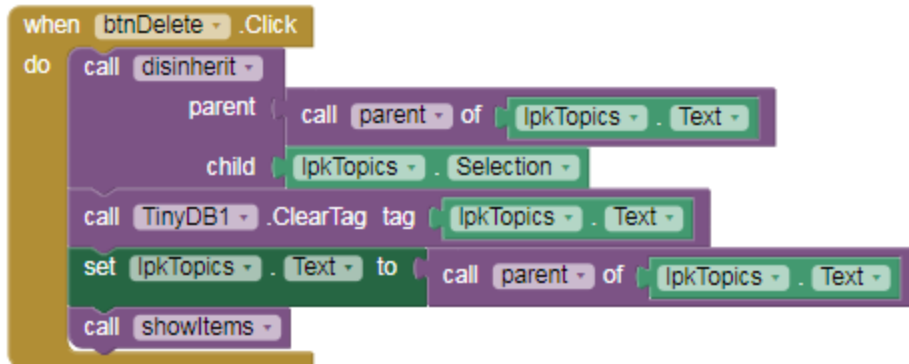 when btnDelete .Click
do call disinherit
parent call parent of lpkTopics . Text
child lpkTopics . Selection
call TinyDB1 .ClearTag tag lpkTopics . Text
set lpkTopics . Text to call parent of lpkTopics . Text
call showItems